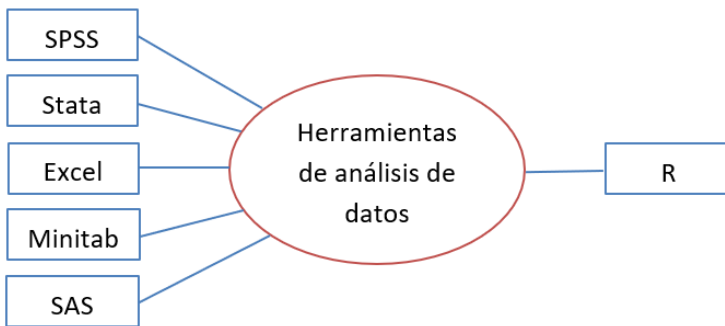 SPSS
Stata
Excel
Minitab
SAS
Herramientas
de análisis de
datos
R